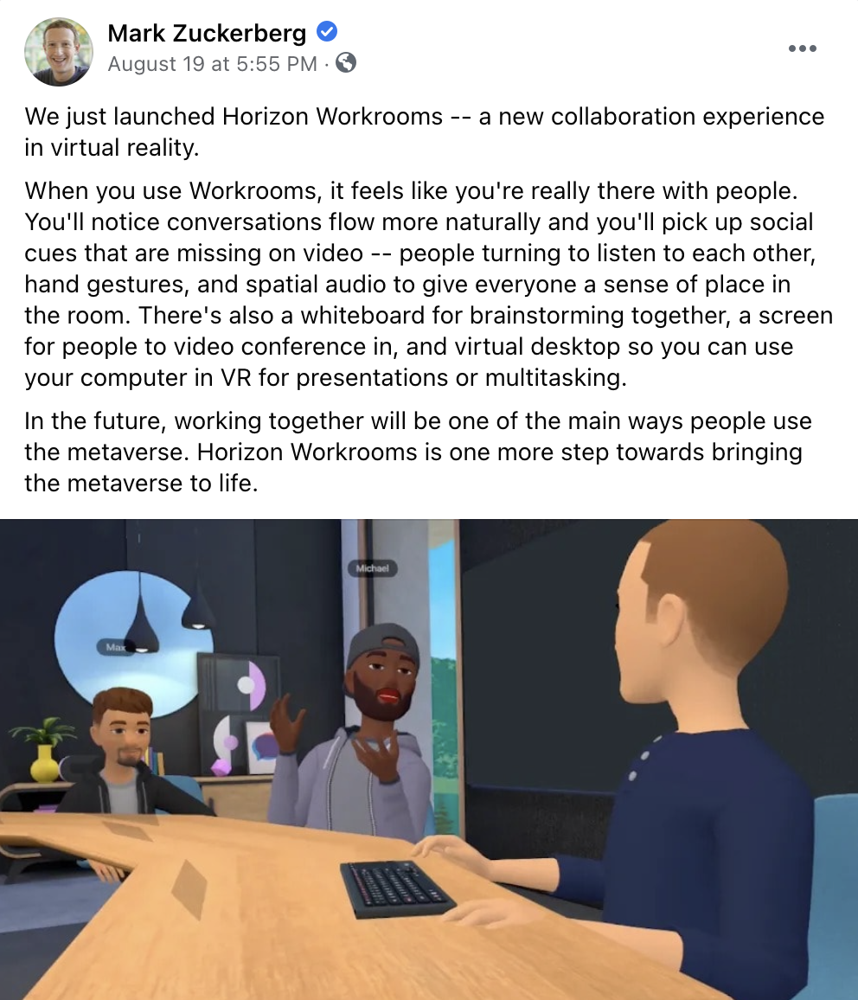 Mark Zuckerberg
August 19 at 5:55 PM ·
We just launched Horizon Workrooms -- a new collaboration experience
in virtual reality.
When you use Workrooms, it feels like you're really there with people.
You'll notice conversations flow more naturally and you'll pick up social
cues that are missing on video -- people turning to listen to each other,
hand gestures, and spatial audio to give everyone a sense of place in
the room. There's also a whiteboard for brainstorming together, a screen
for people to video conference in, and virtual desktop so you can use
your computer in VR for presentations or multitasking.
In the future, working together will be one of the main ways people use
the metaverse. Horizon Workrooms is one more step towards bringing
the metaverse to life.
Michael
Max